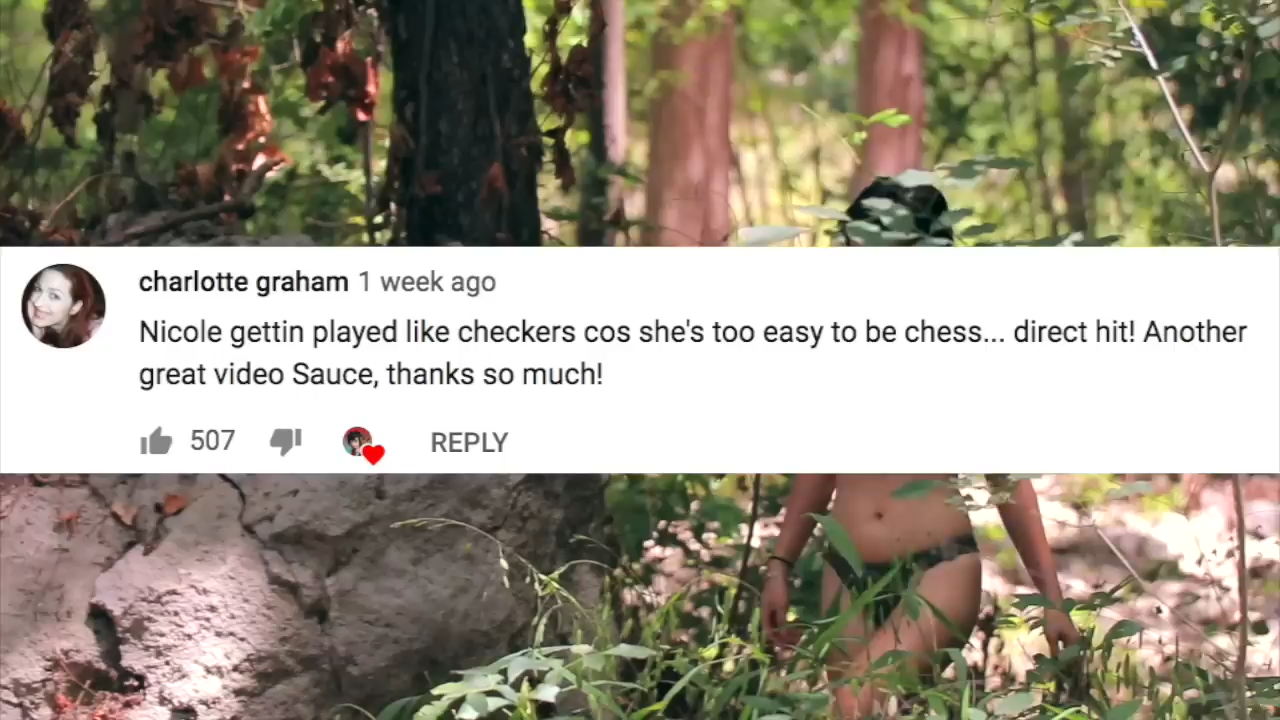 charlotte graham 1 week ago
Nicole gettin played like checkers cos she's too easy to be chess... direct hit! Another
great video Sauce, thanks so much!
507 REPLY